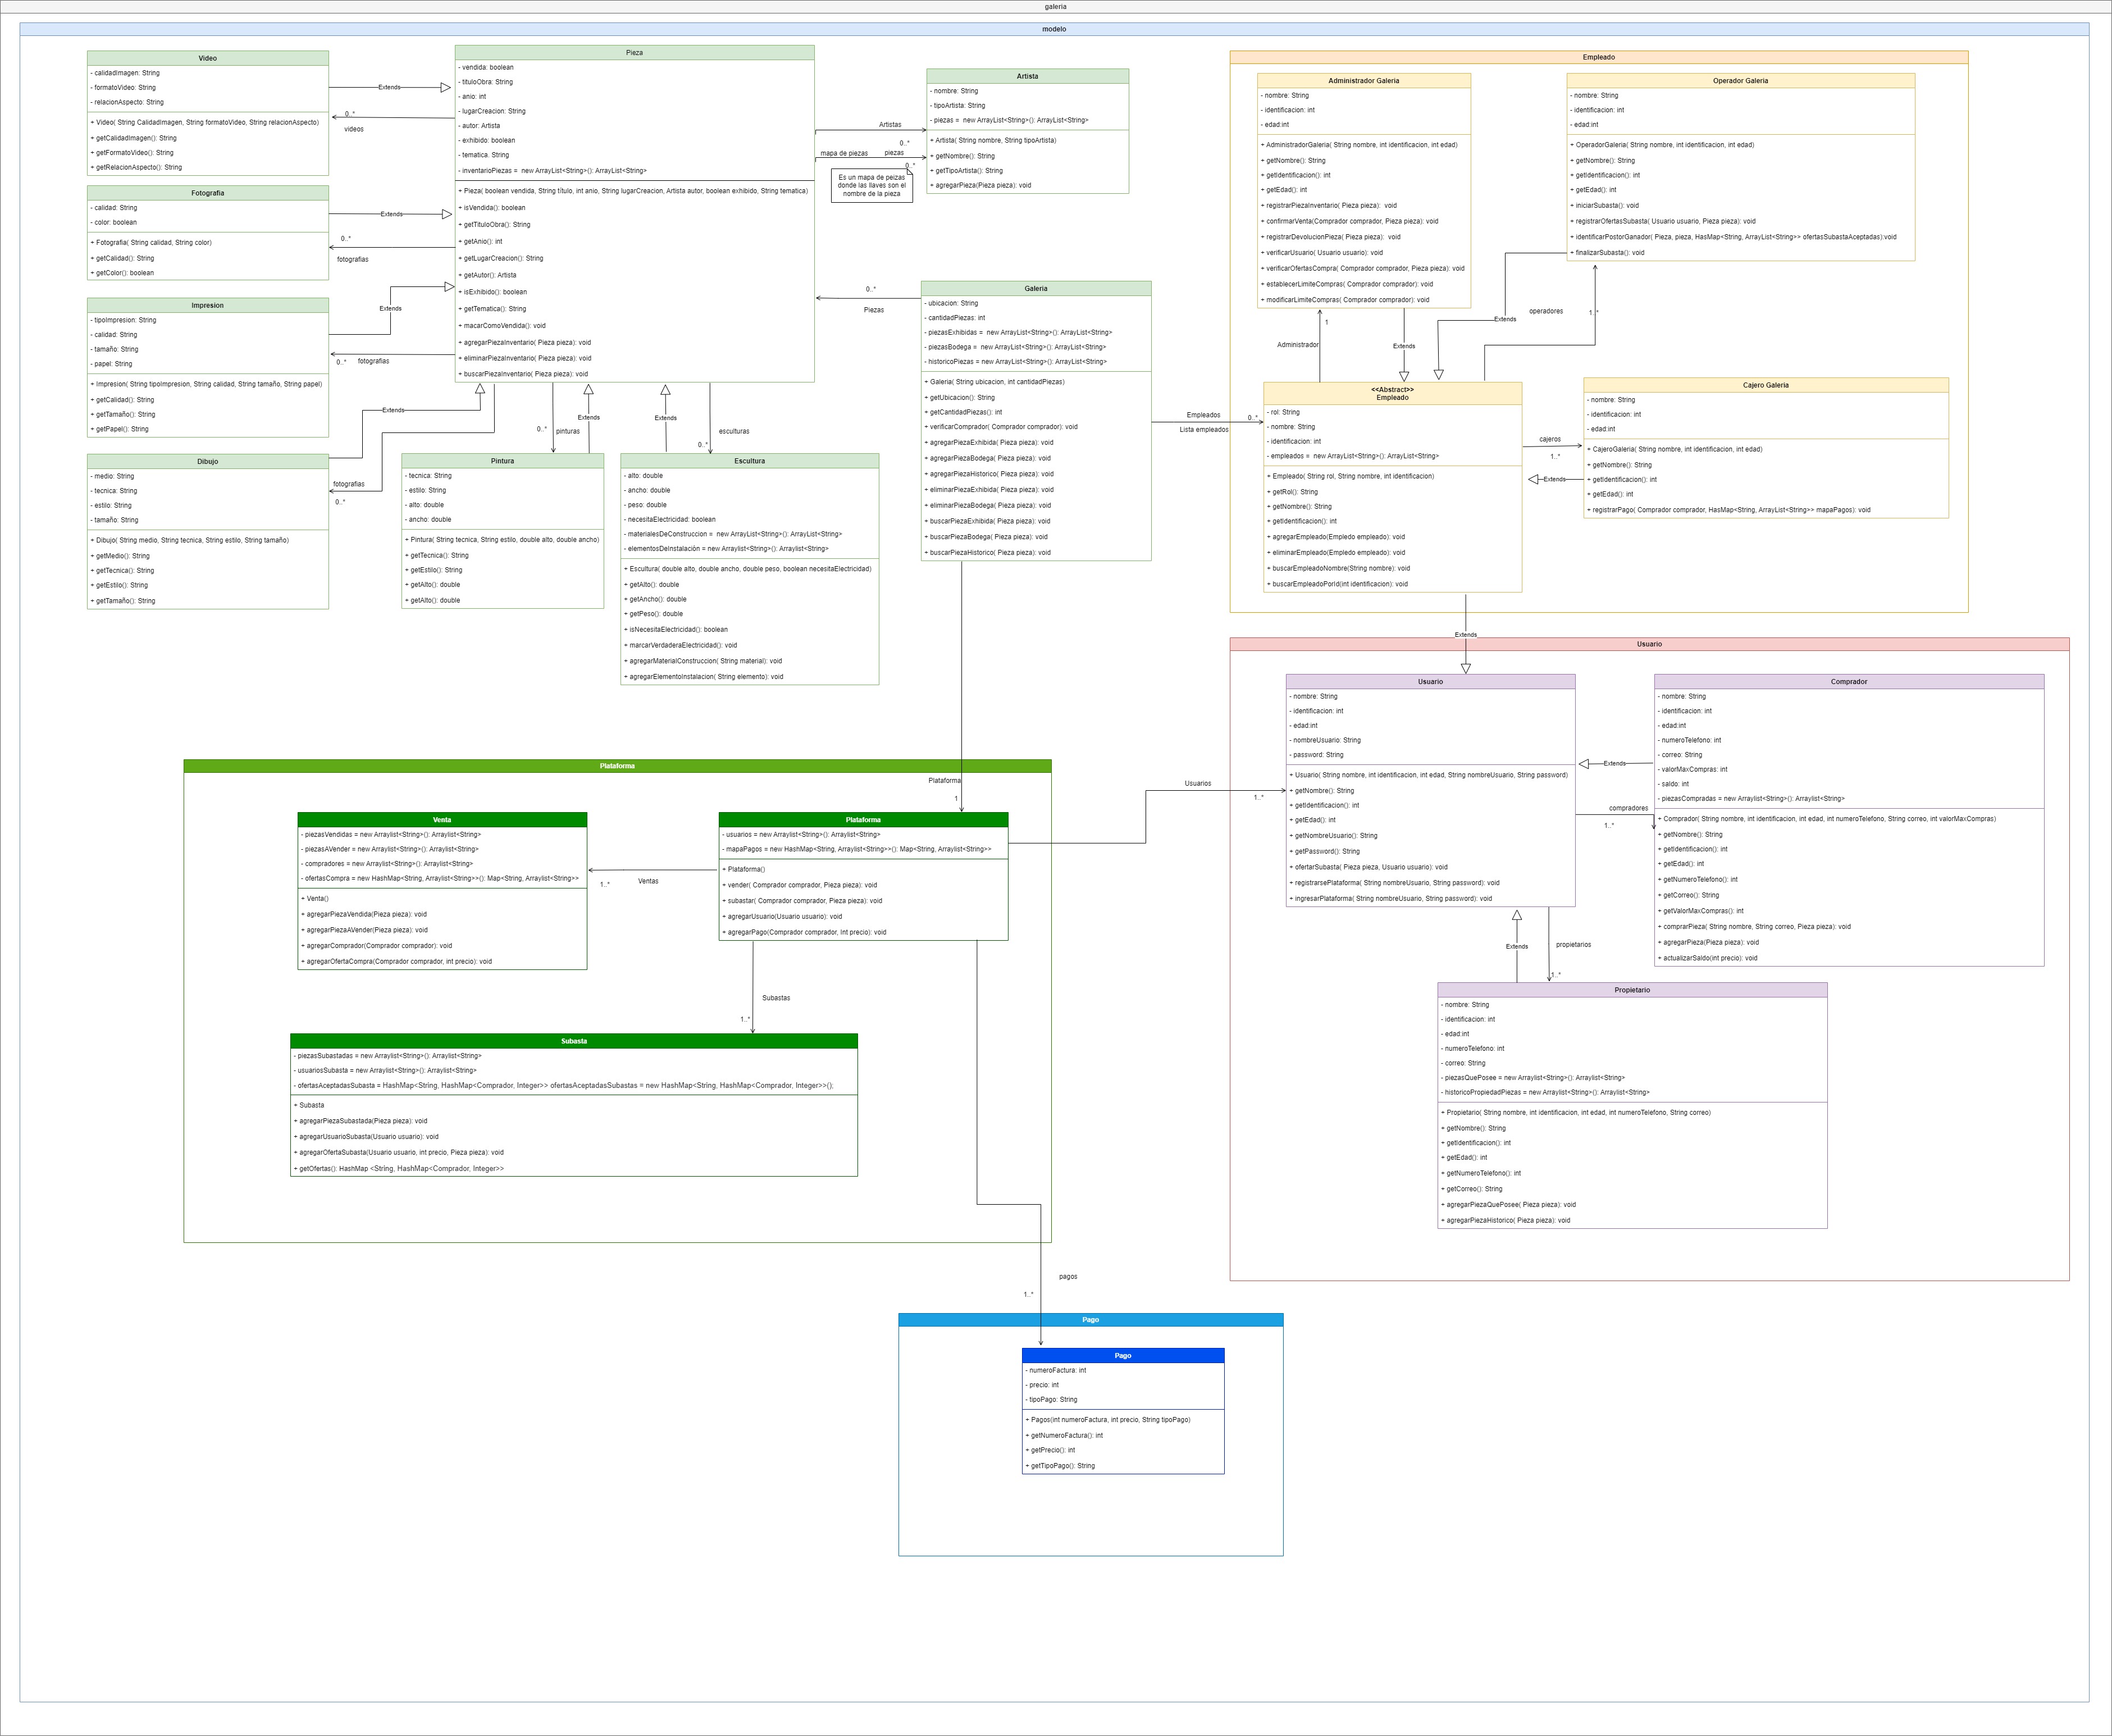 galeria
modelo
Video
- calidadImagen: String
- formatoVideo: String
- relacionAspecto: String
+ Video( String CalidadImagen, String formatoVideo, String relacionAspecto)
+ getCalidadImagen(): String
+ getFormatoVideo(): String
+ getRelacionAspecto(): String
Extends
0..*
videos
Fotografia
- calidad: String
- color: boolean
+ Fotografia( String calidad, String color)
+ getCalidad(): String
+ getColor(): boolean
Extends
0..*
fotografias
Impresion
- tipoImpresion: String
- calidad: String
- tamaño: String
- papel: String
+ Impresion( String tipoImpresion, String calidad, String tamaño, String papel)
+ getCalidad(): String
+ getTamaño(): String
+ getPapel(): String
Extends
0..*
fotografias
Dibujo
- medio: String
- tecnica: String
- estilo: String
- tamaño: String
+ Dibujo( String medio, String tecnica, String estilo, String tamaño)
+ getMedio(): String
+ getTecnica(): String
+ getEstilo(): String
+ getTamaño(): String
Extends
fotografias
0..*
Pieza
- vendida: boolean
- tituloObra: String
- anio: int
- lugarCreacion: String
- autor: Artista
- exhibido: boolean
- tematica, String
- inventarioPiezas = new ArrayList<String>(): ArrayList<String>
+ Pieza( boolean vendida, String título, int anio, String lugarCreacion, Artista autor, boolean exhibido, String tematica)
+ isVendida(): boolean
+ getTituloObra(): String
+ getAnio(): int
+ getLugarCreacion(): String
+ getAutor(): Artista
+ isExhibido(): boolean
+ getTematica(): String
+ macarComoVendida(): void
+ agregarPiezaInventario( Pieza pieza): void
+ eliminarPiezaInventario( Pieza pieza): void
+ buscarPiezaInventario( Pieza pieza): void
0..*
pinturas
Extends
Extends
esculturas
0..*
Pintura
- tecnica: String
- estilo: String
- alto: double
- ancho: double
+ Pintura( String tecnica, String estilo, double alto, double ancho)
+ getTecnica(): String
+ getEstilo(): String
+ getAlto(): double
+ getAlto(): double
Escultura
- alto: double
- ancho: double
- peso: double
- necesitaElectricidad: boolean
- materialesDeConstruccion = new ArrayList<String>(): ArrayList<String>
- elementosDeInstalación = new Arraylist<String>(): Arraylist<String>
+ Escultura( double alto, double ancho, double peso, boolean necesitaElectricidad)
+ getAlto(): double
+ getAncho(): double
+ getPeso(): double
+ isNecesitaElectricidad(): boolean
+ marcarVerdaderaElectricidad(): void
+ agregarMaterialConstruccion( String material): void
+ agregarElementoInstalacion( String elemento): void
Artistas
0..*
mapa de piezas
piezas
0..*
Es un mapa de peizas
donde las llaves son el
nombre de la pieza
Artista
- nombre: String
- tipoArtista: String
- piezas = new ArrayList<String>(): ArrayList<String>
+ Artista( String nombre, String tipoArtista)
+ getNombre(): String
+ getTipoArtista(): String
+ agregarPieza(Pieza pieza): void
0..*
Piezas
Galeria
- ubicacion: String
- cantidadPiezas: int
- piezasExhibidas = new ArrayList<String>(): ArrayList<String>
- piezasBodega = new ArrayList<String>(): ArrayList<String>
- historicoPiezas = new ArrayList<String>(): ArrayList<String>
+ Galeria( String ubicacion, int cantidadPiezas)
+ getUbicacion(): String
+ getCantidadPiezas(): int
+ verificarComprador( Comprador comprador): void
+ agregarPiezaExhibida( Pieza pieza): void
+ agregarPiezaBodega( Pieza pieza): void
+ agregarPiezaHistorico( Pieza pieza): void
+ eliminarPiezaExhibida( Pieza pieza): void
+ eliminarPiezaBodega( Pieza pieza): void
+ buscarPiezaExhibida( Pieza pieza): void
+ buscarPiezaBodega( Pieza pieza): void
+ buscarPiezaHistorico( Pieza pieza): void
Empleados
Lista empleados
0..*
Plataforma
1
Empleado
Administrador Galeria
- nombre: String
- identificacion: int
- edad:int
+ AdministradorGaleria( String nombre, int identificacion, int edad)
+ getNombre(): String
+ getIdentificacion(): int
+ getEdad(): int
+ registrarPiezaInventario( Pieza pieza): void
+ confirmarVenta(Comprador comprador, Pieza pieza): void
+ registrarDevolucionPieza( Pieza pieza): void
+ verificarUsuario( Usuario usuario): void
+ verificarOfertasCompra( Comprador comprador, Pieza pieza): void
+ establecerLimiteCompras( Comprador comprador): void
+ modificarLimiteCompras( Comprador comprador): void
Operador Galeria
- nombre: String
- identificacion: int
- edad:int
+ OperadorGaleria( String nombre, int identificacion, int edad)
+ getNombre(): String
+ getIdentificacion(): int
+ getEdad(): int
+ iniciarSubasta(): void
+ registrarOfertasSubasta( Usuario usuario, Pieza pieza): void
+ identificarPostorGanador( Pieza, pieza, HasMap<String, ArrayList<String>> ofertasSubastaAceptadas):void
+ finalizarSubasta(): void
1
Administrador
Extends
Extends
operadores
1..*
<<Abstract>>
Empleado
- rol: String
- nombre: String
- identificacion: int
- empleados = new ArrayList<String>(): ArrayList<String>
+ Empleado( String rol, String nombre, int identificacion)
+ getRol(): String
+ getNombre(): String
+ getIdentificacion(): int
+ agregarEmpleado(Empledo empleado): void
+ eliminarEmpleado(Empledo empleado): void
+ buscarEmpleadoNombre(String nombre): void
+ buscarEmpleadoPorId(int identificacion): void
cajeros
1..*
Extends
Cajero Galeria
- nombre: String
- identificacion: int
- edad:int
+ CajeroGaleria( String nombre, int identificacion, int edad)
+ getNombre(): String
+ getIdentificacion(): int
+ getEdad(): int
+ registrarPago( Comprador comprador, HasMap<String, ArrayList<String>> mapaPagos): void
Extends
Usuario
Usuario
- nombre: String
- identificacion: int
- edad:int
- nombreUsuario: String
- password: String
+ Usuario( String nombre, int identificacion, int edad, String nombreUsuario, String password)
+ getNombre(): String
+ getIdentificacion(): int
+ getEdad(): int
+ getNombreUsuario(): String
+ getPassword(): String
+ ofertarSubasta( Pieza pieza, Usuario usuario): void
+ registrarsePlataforma( String nombreUsuario, String password): void
+ ingresarPlataforma( String nombreUsuario, String password): void
Extends
compradores
1..*
Comprador
- nombre: String
- identificacion: int
- edad:int
- numeroTelefono: int
- correo: String
- valorMaxCompras: int
- saldo: int
- piezasCompradas = new Arraylist<String>(): Arraylist<String>
+ Comprador( String nombre, int identificacion, int edad, int numeroTelefono, String correo, int valorMaxCompras)
+ getNombre(): String
+ getIdentificacion(): int
+ getEdad(): int
+ getNumeroTelefono(): int
+ getCorreo(): String
+ getValorMaxCompras(): int
+ comprarPieza( String nombre, String correo, Pieza pieza): void
+ agregarPieza(Pieza pieza): void
+ actualizarSaldo(int precio): void
Extends
propietarios
1..*
Propietario
- nombre: String
- identificacion: int
- edad:int
- numeroTelefono: int
- correo: String
- piezasQuePosee = new Arraylist<String>(): Arraylist<String>
- historicoPropiedadPiezas = new Arraylist<String>(): Arraylist<String>
+ Propietario( String nombre, int identificacion, int edad, int numeroTelefono, String correo)
+ getNombre(): String
+ getIdentificacion(): int
+ getEdad(): int
+ getNumeroTelefono(): int
+ getCorreo(): String
+ agregarPiezaQuePosee( Pieza pieza): void
+ agregarPiezaHistorico( Pieza pieza): void
Plataforma
Venta
- piezasVendidas = new Arraylist<String>(): Arraylist<String>
- piezasAVender = new Arraylist<String>(): Arraylist<String>
- compradores = new Arraylist<String>(): Arraylist<String>
- ofertasCompra = new HashMap<String, Arraylist<String>>(): Map<String, Arraylist<String>>
+ Venta()
+ agregarPiezaVendida(Pieza pieza): void
+ agregarPiezaAVender(Pieza pieza): void
+ agregarComprador(Comprador comprador): void
+ agregarOfertaCompra(Comprador comprador, int precio): void
1..*
Ventas
Plataforma
- usuarios = new Arraylist<String>(): Arraylist<String>
- mapaPagos = new HashMap<String, Arraylist<String>>(): Map<String, Arraylist<String>>
+ Plataforma()
+ vender( Comprador comprador, Pieza pieza): void
+ subastar( Comprador comprador, Pieza pieza): void
+ agregarUsuario(Usuario usuario): void
+ agregarPago(Comprador comprador, Int precio): void
Usuarios
1..*
Subastas
1..*
Subasta
- piezasSubastadas = new Arraylist<String>(): Arraylist<String>
- usuariosSubasta = new Arraylist<String>(): Arraylist<String>
- ofertasAceptadasSubasta = HashMap<String, HashMap<Comprador, Integer>> ofertasAceptadasSubastas = new HashMap<String, HashMap<Comprador, Integer>>();
+ Subasta
+ agregarPiezaSubastada(Pieza pieza): void
+ agregarUsuarioSubasta(Usuario usuario): void
+ agregarOfertaSubasta(Usuario usuario, int precio, Pieza pieza): void
+ getOfertas(): HashMap <String, HashMap<Comprador, Integer>>
pagos
1..*
Pago
Pago
- numeroFactura: int
- precio: int
- tipoPago: String
+ Pagos(int numeroFactura, int precio, String tipoPago)
+ getNumeroFactura(): int
+ getPrecio(): int
+ getTipoPago(): String